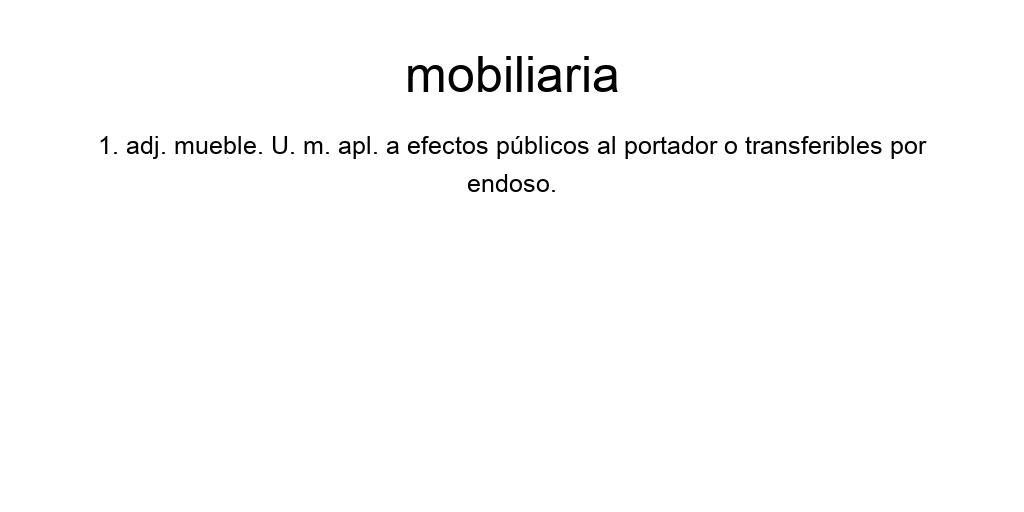 mobiliaria
1. adj. mueble. U. m. apl. a efectos públicos al portador o transferibles por
endoso.